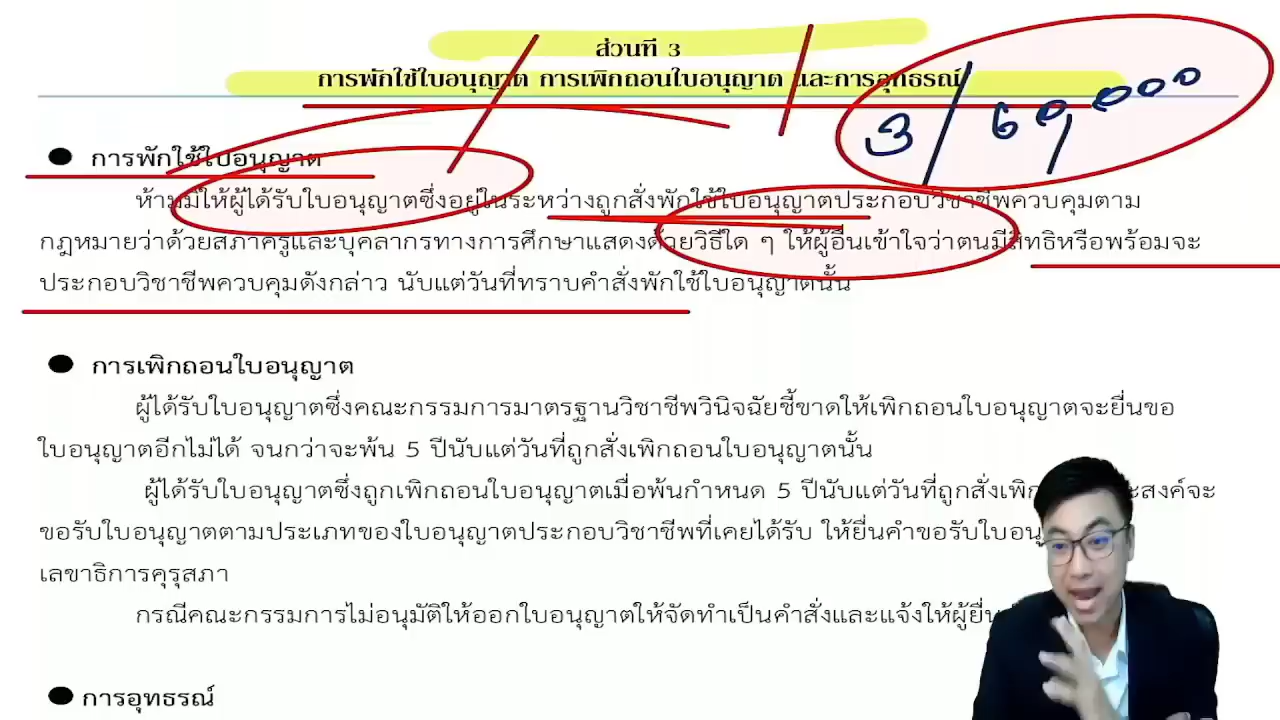 ส่วนที่ 3
การพักใช้ใบอนุญาต การเพิกถอนใบอนุญาต และการอุทธรณ์
3/60,000
● การพักใช้ใบอนุญาต
ห้ามมิให้ผู้ได้รับใบอนุญาตซึ่งอยู่ในระหว่างถูกสั่งพักใช้ใบอนุญาตประกอบวิชาชีพควบคุมตาม
กฎหมายว่าด้วยสภาครูและบุคลากรทางการศึกษาแสดงด้วยวิธีใด ๆ ให้ผู้อื่นเข้าใจว่าตนมีสิทธิหรือพร้อมจะ
ประกอบวิชาชีพควบคุมดังกล่าว นับแต่วันที่ทราบคำสั่งพักใช้ใบอนุญาตนั้น
● การเพิกถอนใบอนุญาต
ผู้ได้รับใบอนุญาตซึ่งคณะกรรมการมาตรฐานวิชาชีพวินิจฉัยชี้ขาดให้เพิกถอนใบอนุญาตจะยื่นขอ
ใบอนุญาตอีกไม่ได้ จนกว่าจะพ้น 5 ปีนับแต่วันที่ถูกสั่งเพิกถอนใบอนุญาตนั้น
ผู้ได้รับใบอนุญาตซึ่งถูกเพิกถอนใบอนุญาตเมื่อพ้นกำหนด 5 ปีนับแต่วันที่ถูกสั่งเพิก ะสงค์จะ
ขอรับใบอนุญาตตามประเภทของใบอนุญาตประกอบวิชาชีพที่เคยได้รับ ให้ยื่นคำขอรับใบอนุ
เลขาธิการคุรุสภา
กรณีคณะกรรมการไม่อนุมัติให้ออกใบอนุญาตให้จัดทำเป็นคำสั่งและแจ้งให้ผู้ยื่น
● การอุทธรณ์